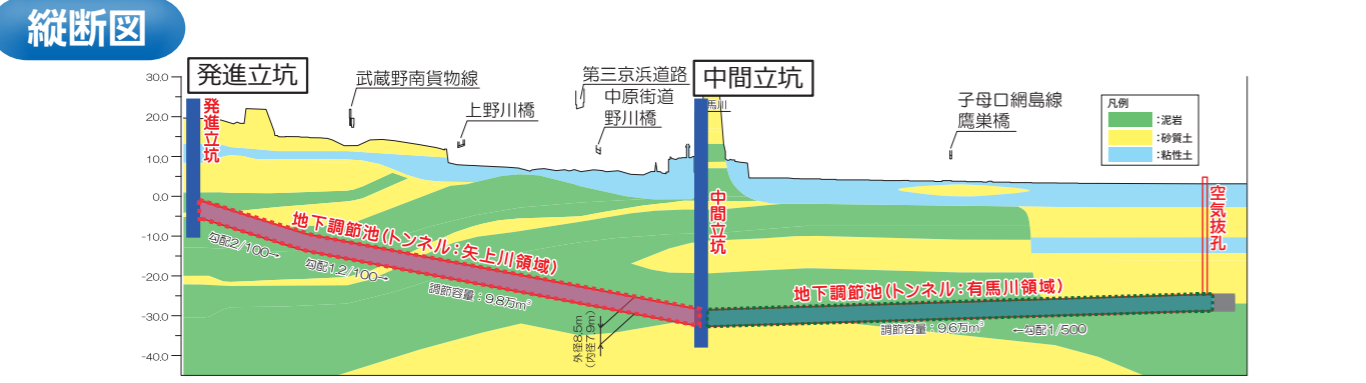 縦断図
発進立坑
武蔵野南貨物線
上野川橋
第三京浜道路
中原街道
野川橋
中間立坑
馬川
子母口綱島線
鷹巣橋
凡例
:泥岩
:砂質土
:粘性土
30.0
20.0
10.0
0.0
-10.0
-20.0
-30.0
-40.0
発進立坑
中間立坑
空気抜孔
地下調節池(トンネル:矢上川領域)
勾配2/100→
勾配1.2/100→
調節容量:9.8万m³
外径8.5m
(内径7.9m)
地下調節池(トンネル:有馬川領域)
調節容量:9.6万m³
←勾配1/500